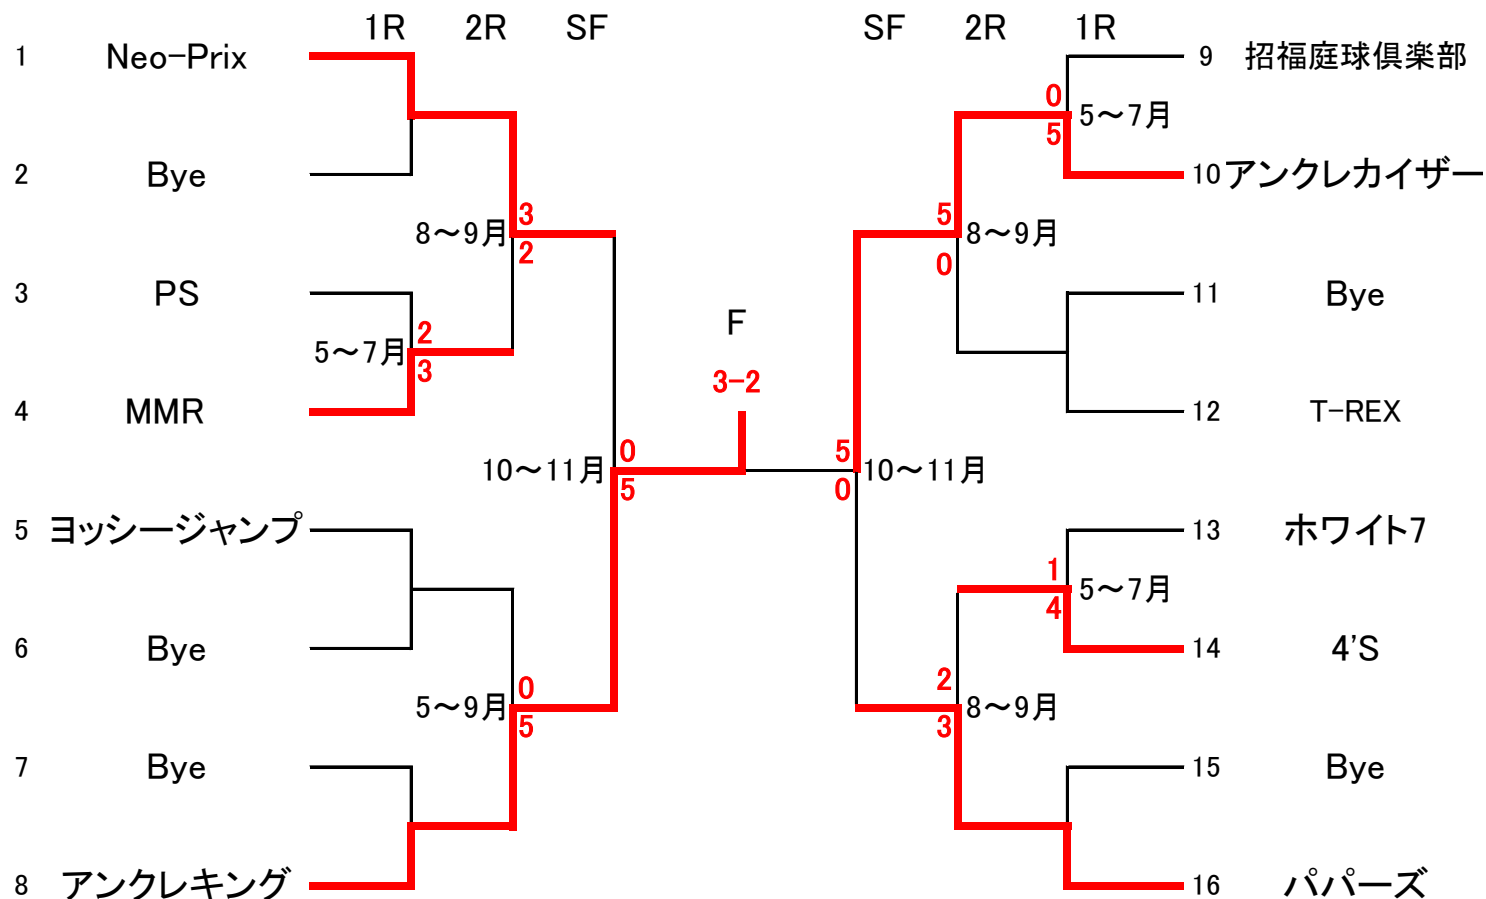 1R 2R SF SF 2R 1R
1 Neo-Prix
2 Bye
8～9月
3
2
3 PS
5～7月
2
3
4 MMR
10～11月
0
5
5 ヨッシージャンプ
6 Bye
5～9月
0
5
7 Bye
8 アンクレキング
F
3-2
9 招福庭球倶楽部
0
5
5～7月
10 アンクレカイザー
5
0
8～9月
11 Bye
12 T-REX
5
0
10～11月
13 ホワイト7
1
4
5～7月
14 4'S
2
3
8～9月
15 Bye
16 パパーズ